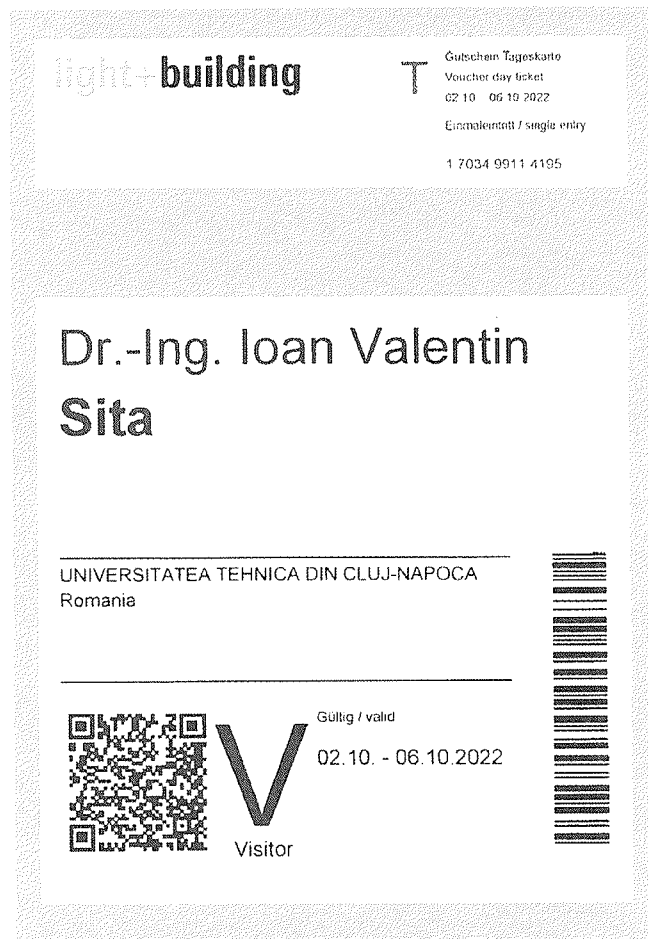 light+building
T
Gutschein Tageskarte
Voucher day ticket
02.10. - 06.10.2022
Einmaleintritt / single entry
1 7034 9911 4195
Dr.-Ing. Ioan Valentin
Sita
UNIVERSITATEA TEHNICA DIN CLUJ-NAPOCA
Romania
V
Gültig / valid
02.10. - 06.10.2022
Visitor